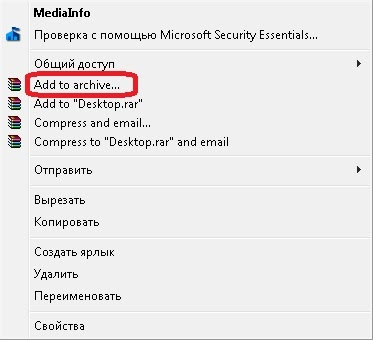 MediaInfo
Проверка с помощью Microsoft Security Essentials...
Общий доступ
Add to archive...
Add to "Desktop.rar"
Compress and email...
Compress to "Desktop.rar" and email
Отправить
Вырезать
Копировать
Создать ярлык
Удалить
Переименовать
Свойства